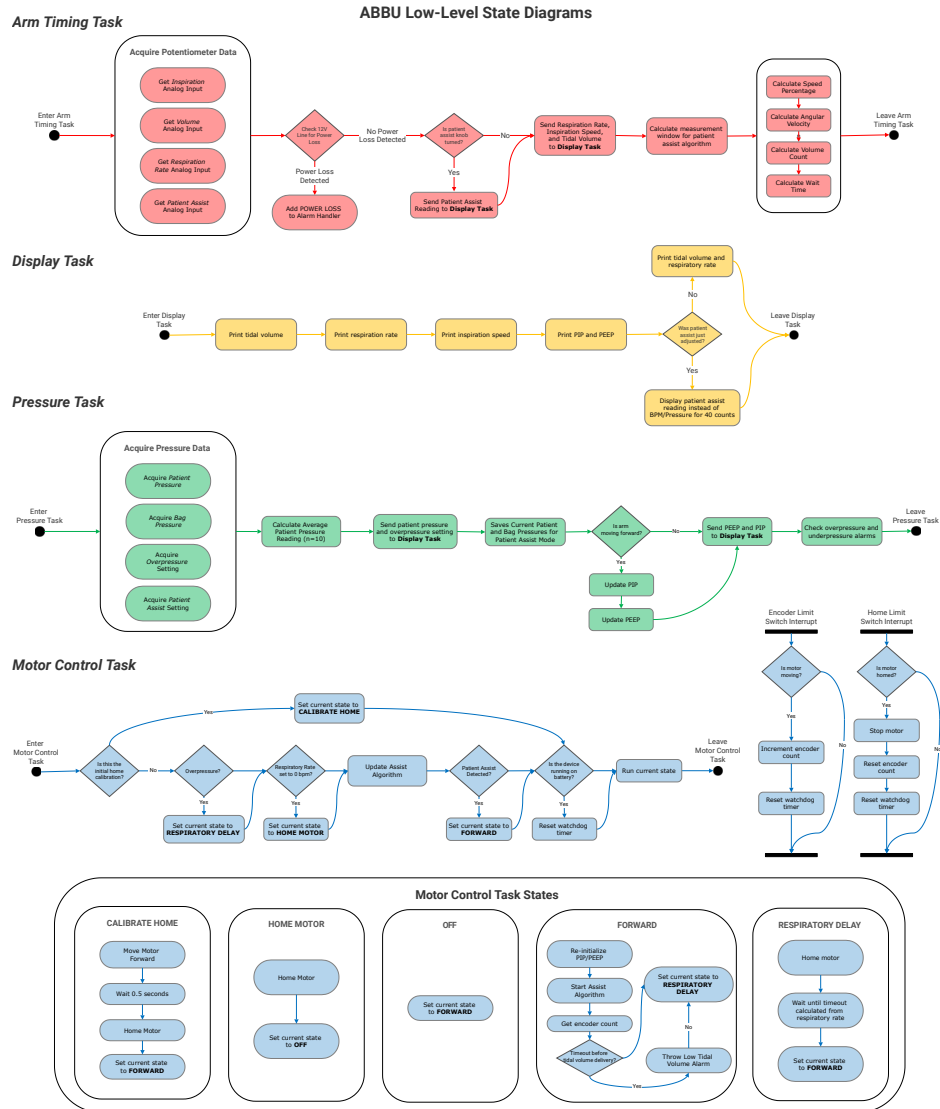 ABBU Low-Level State Diagrams
Arm Timing Task
Acquire Potentiometer Data
Get Inspiration
Analog Input
Get Volume
Analog Input
Get Respiration
Rate Analog Input
Get Patient Assist
Analog Input
Enter Arm
Timing Task
Check 12V
Line for Power
Loss
No Power
Loss Detected
Power Loss
Detected
Add POWER LOSS
to Alarm Handler
Is patient
assist knob
turned?
No
Yes
Send Patient Assist
Reading to Display Task
Send Respiration Rate,
Inspiration Speed,
and Tidal Volume
to Display Task
Calculate measurement
window for patient
assist algorithm
Calculate Speed
Percentage
Calculate Angular
Velocity
Calculate Volume
Count
Calculate Wait
Time
Leave Arm
Timing Task
Display Task
Enter Display
Task
Print tidal volume
Print respiration rate
Print inspiration speed
Print PIP and PEEP
Was patient
assist just
adjusted?
No
Print tidal volume and
respiratory rate
Yes
Display patient assist
reading instead of
BPM/Pressure for 40 counts
Leave Display
Task
Pressure Task
Acquire Pressure Data
Acquire Patient
Pressure
Acquire Bag
Pressure
Acquire
Overpressure
Setting
Acquire Patient
Assist Setting
Enter
Pressure Task
Calculate Average
Patient Pressure
Reading (n=10)
Send patient pressure
and overpressure setting
to Display Task
Saves Current Patient
and Bag Pressures for
Patient Assist Mode
Is arm
moving forward?
No
Yes
Update PIP
Update PEEP
Send PEEP and PIP
to Display Task
Check overpressure and
underpressure alarms
Leave
Pressure Task
Encoder Limit
Switch Interrupt
Is motor
moving?
Yes
No
Increment encoder
count
Reset watchdog
timer
Home Limit
Switch Interrupt
Is motor
homed?
Yes
No
Stop motor
Reset encoder
count
Reset watchdog
timer
Motor Control Task
Enter
Motor Control
Task
Is this the
initial home
calibration?
Yes
Set current state to
CALIBRATE HOME
No
Overpressure?
Yes
Set current state to
RESPIRATORY DELAY
Respiratory Rate
set to 0 bpm?
Yes
Set current state
to HOME MOTOR
Update Assist
Algorithm
Patient Assist
Detected?
Yes
Set current state to
FORWARD
Is the device
running on
battery?
Yes
Reset watchdog
timer
Run current state
Leave
Motor Control
Task
Motor Control Task States
CALIBRATE HOME
Move Motor
Forward
Wait 0.5 seconds
Home Motor
Set current state
to FORWARD
HOME MOTOR
Home Motor
Set current state
to OFF
OFF
Set current state
to FORWARD
FORWARD
Re-initialize
PIP/PEEP
Start Assist
Algorithm
Get encoder count
Timeout before
tidal volume delivery?
Yes
Throw Low Tidal
Volume Alarm
No
Set current state to
RESPIRATORY
DELAY
RESPIRATORY DELAY
Home motor
Wait until timeout
calculated from
respiratory rate
Set current state
to FORWARD